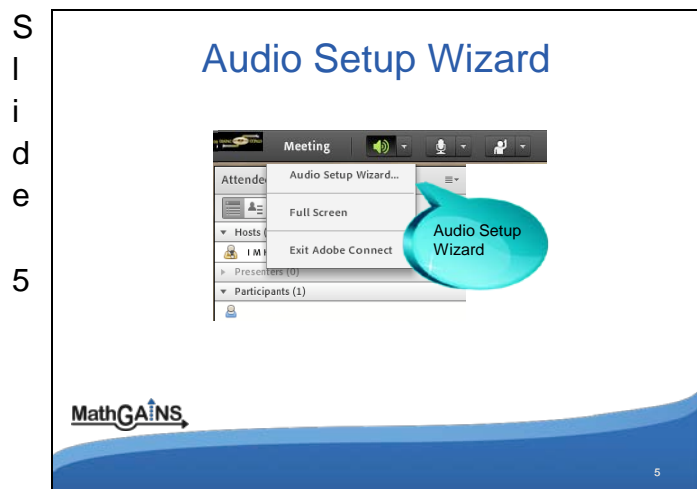 Slide 5
Audio Setup Wizard
Meeting
Audio Setup Wizard...
Full Screen
Exit Adobe Connect
Attende
Hosts (
I M
Presenters (0)
Participants (1)
Audio Setup
Wizard
MathGAINS
5